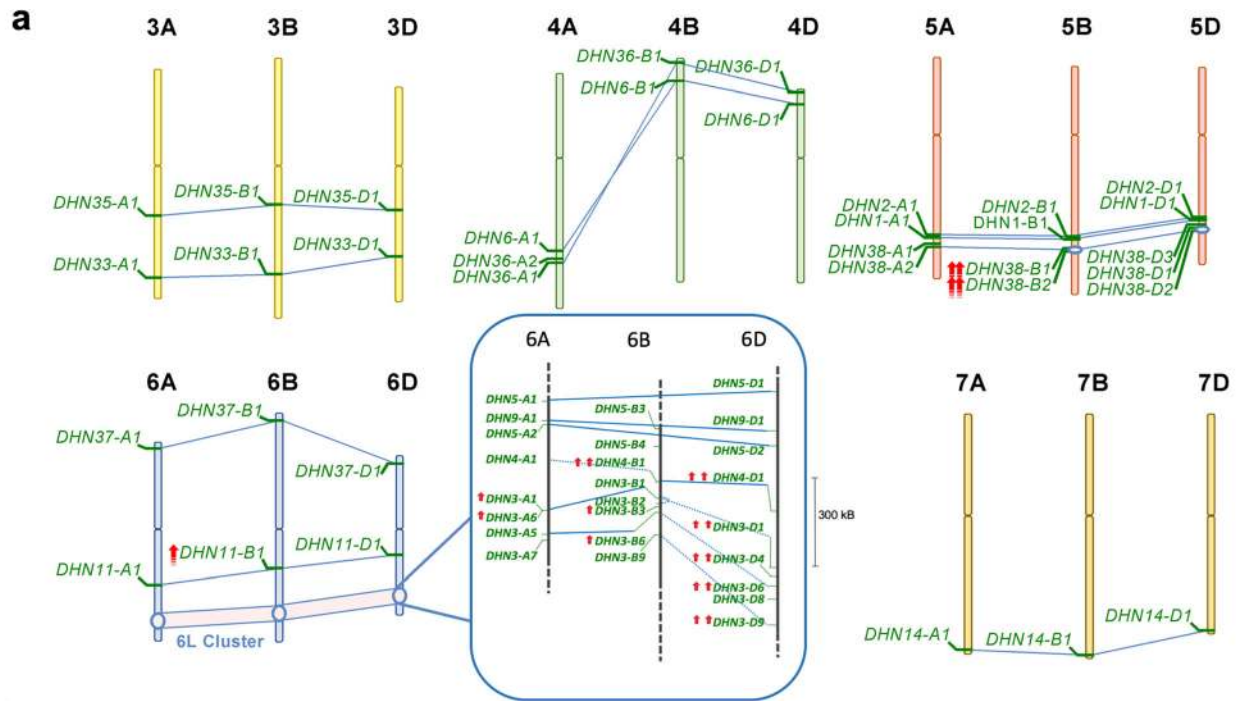 a
3A 3B 3D
DHN35-A1
DHN35-B1
DHN35-D1
DHN33-A1
DHN33-B1
DHN33-D1
4A 4B 4D
DHN36-B1
DHN36-D1
DHN6-B1
DHN6-D1
DHN6-A1
DHN36-A2
DHN36-A1
5A 5B 5D
DHN2-A1
DHN1-A1
DHN38-A1
DHN38-A2
DHN2-B1
DHN1-B1
DHN38-B1
DHN38-B2
DHN2-D1
DHN1-D1
DHN38-D3
DHN38-D1
DHN38-D2
6A 6B 6D
DHN37-A1
DHN37-B1
DHN37-D1
DHN11-A1
DHN11-B1
DHN11-D1
6L Cluster
6A 6B 6D
DHN5-A1
DHN9-A1
DHN5-A2
DHN4-A1
DHN3-A1
DHN3-A6
DHN3-A5
DHN3-A7
DHN5-B3
DHN5-B4
DHN4-B1
DHN3-B1
DHN3-B2
DHN3-B3
DHN3-B6
DHN3-B9
DHN5-D1
DHN9-D1
DHN5-D2
DHN4-D1
DHN3-D1
DHN3-D4
DHN3-D6
DHN3-D8
DHN3-D9
300 kB
7A 7B 7D
DHN14-A1
DHN14-B1
DHN14-D1